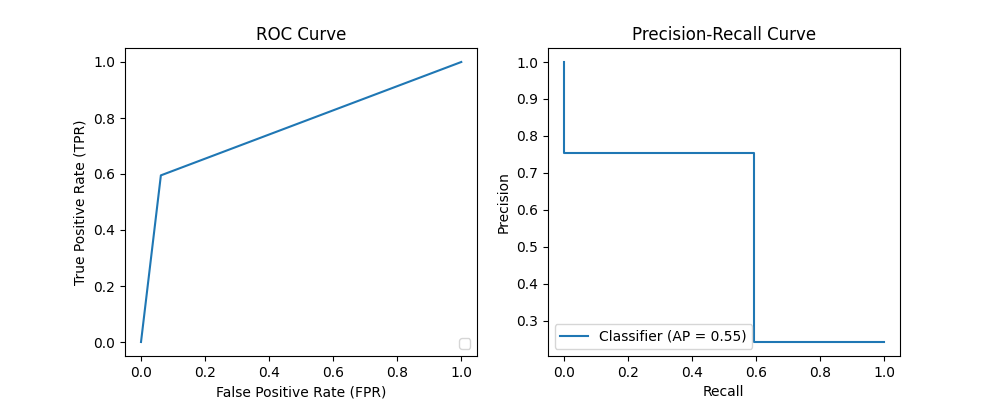 ROC Curve
1.0
0.8
0.6
0.4
0.2
0.0
True Positive Rate (TPR)
0.0 0.2 0.4 0.6 0.8 1.0
False Positive Rate (FPR)
Precision-Recall Curve
1.0
0.9
0.8
0.7
0.6
0.5
0.4
0.3
Precision
Classifier (AP = 0.55)
0.0 0.2 0.4 0.6 0.8 1.0
Recall